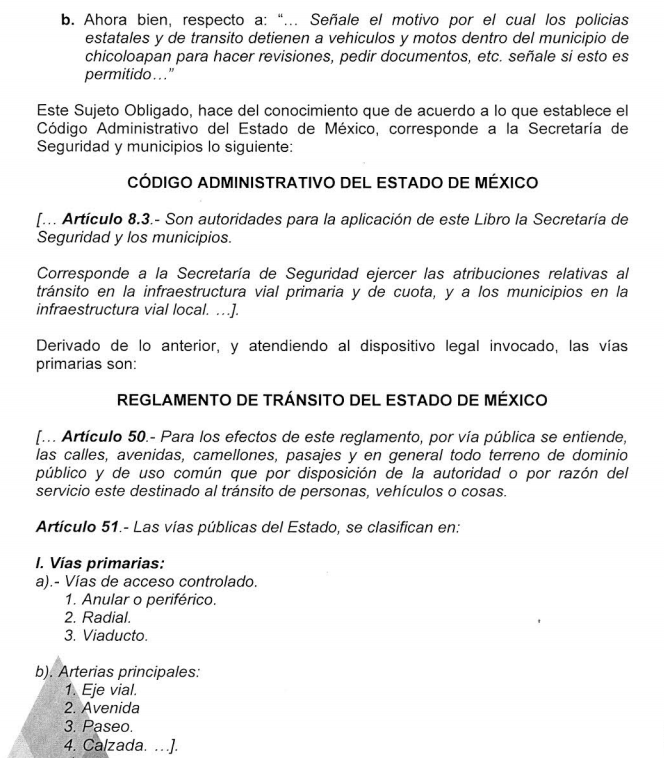 b. Ahora bien, respecto a: “… Señale el motivo por el cual los policias
estatales y de transito detienen a vehiculos y motos dentro del municipio de
chicoloapan para hacer revisiones, pedir documentos, etc. señale si esto es
permitido…”
Este Sujeto Obligado, hace del conocimiento que de acuerdo a lo que establece el
Código Administrativo del Estado de México, corresponde a la Secretaría de
Seguridad y municipios lo siguiente:
CÓDIGO ADMINISTRATIVO DEL ESTADO DE MÉXICO
[… Artículo 8.3.- Son autoridades para la aplicación de este Libro la Secretaría de
Seguridad y los municipios.
Corresponde a la Secretaría de Seguridad ejercer las atribuciones relativas al
tránsito en la infraestructura vial primaria y de cuota, y a los municipios en la
infraestructura vial local. …].
Derivado de lo anterior, y atendiendo al dispositivo legal invocado, las vías
primarias son:
REGLAMENTO DE TRÁNSITO DEL ESTADO DE MÉXICO
[… Artículo 50.- Para los efectos de este reglamento, por vía pública se entiende,
las calles, avenidas, camellones, pasajes y en general todo terreno de dominio
público y de uso común que por disposición de la autoridad o por razón del
servicio este destinado al tránsito de personas, vehículos o cosas.
Artículo 51.- Las vías públicas del Estado, se clasifican en:
I. Vías primarias:
a).- Vías de acceso controlado.
1. Anular o periférico.
2. Radial.
3. Viaducto.
b). Arterias principales:
1. Eje vial.
2. Avenida
3. Paseo.
4. Calzada. …].